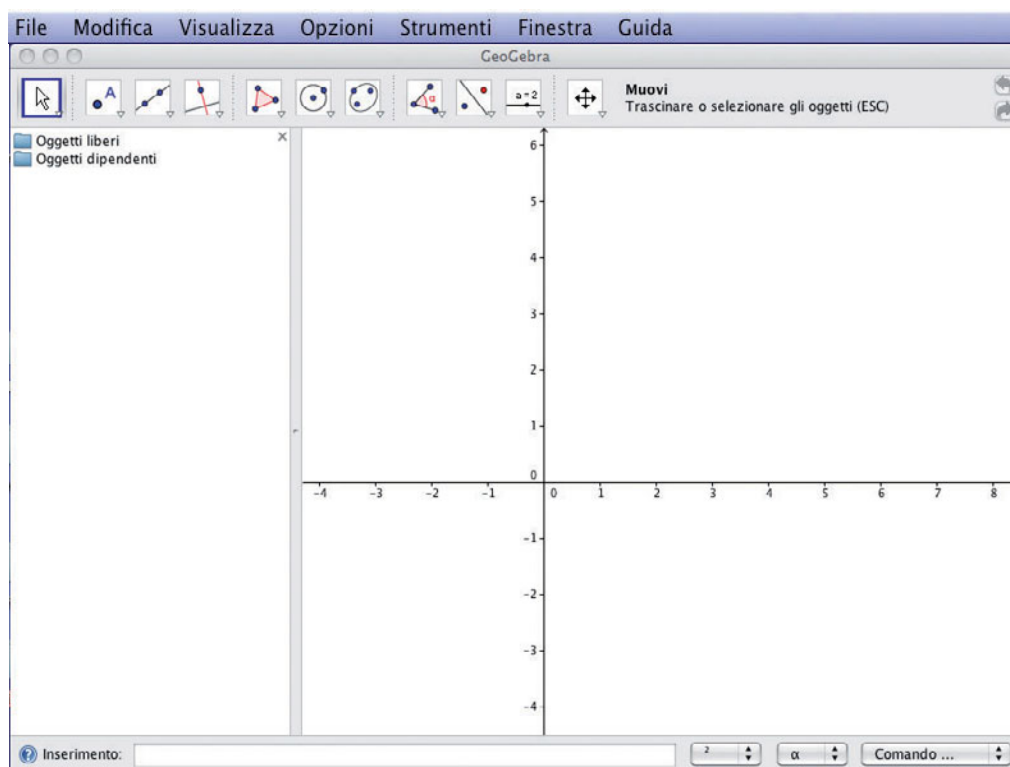 File Modifica Visualizza Opzioni Strumenti Finestra Guida
GeoGebra
A
α
a=2
Muovi
Trascinare o selezionare gli oggetti (ESC)
Oggetti liberi
Oggetti dipendenti
6
5
4
3
2
1
0
-4 -3 -2 -1 0 1 2 3 4 5 6 7 8
-1
-2
-3
-4
Inserimento: ² α Comando ...